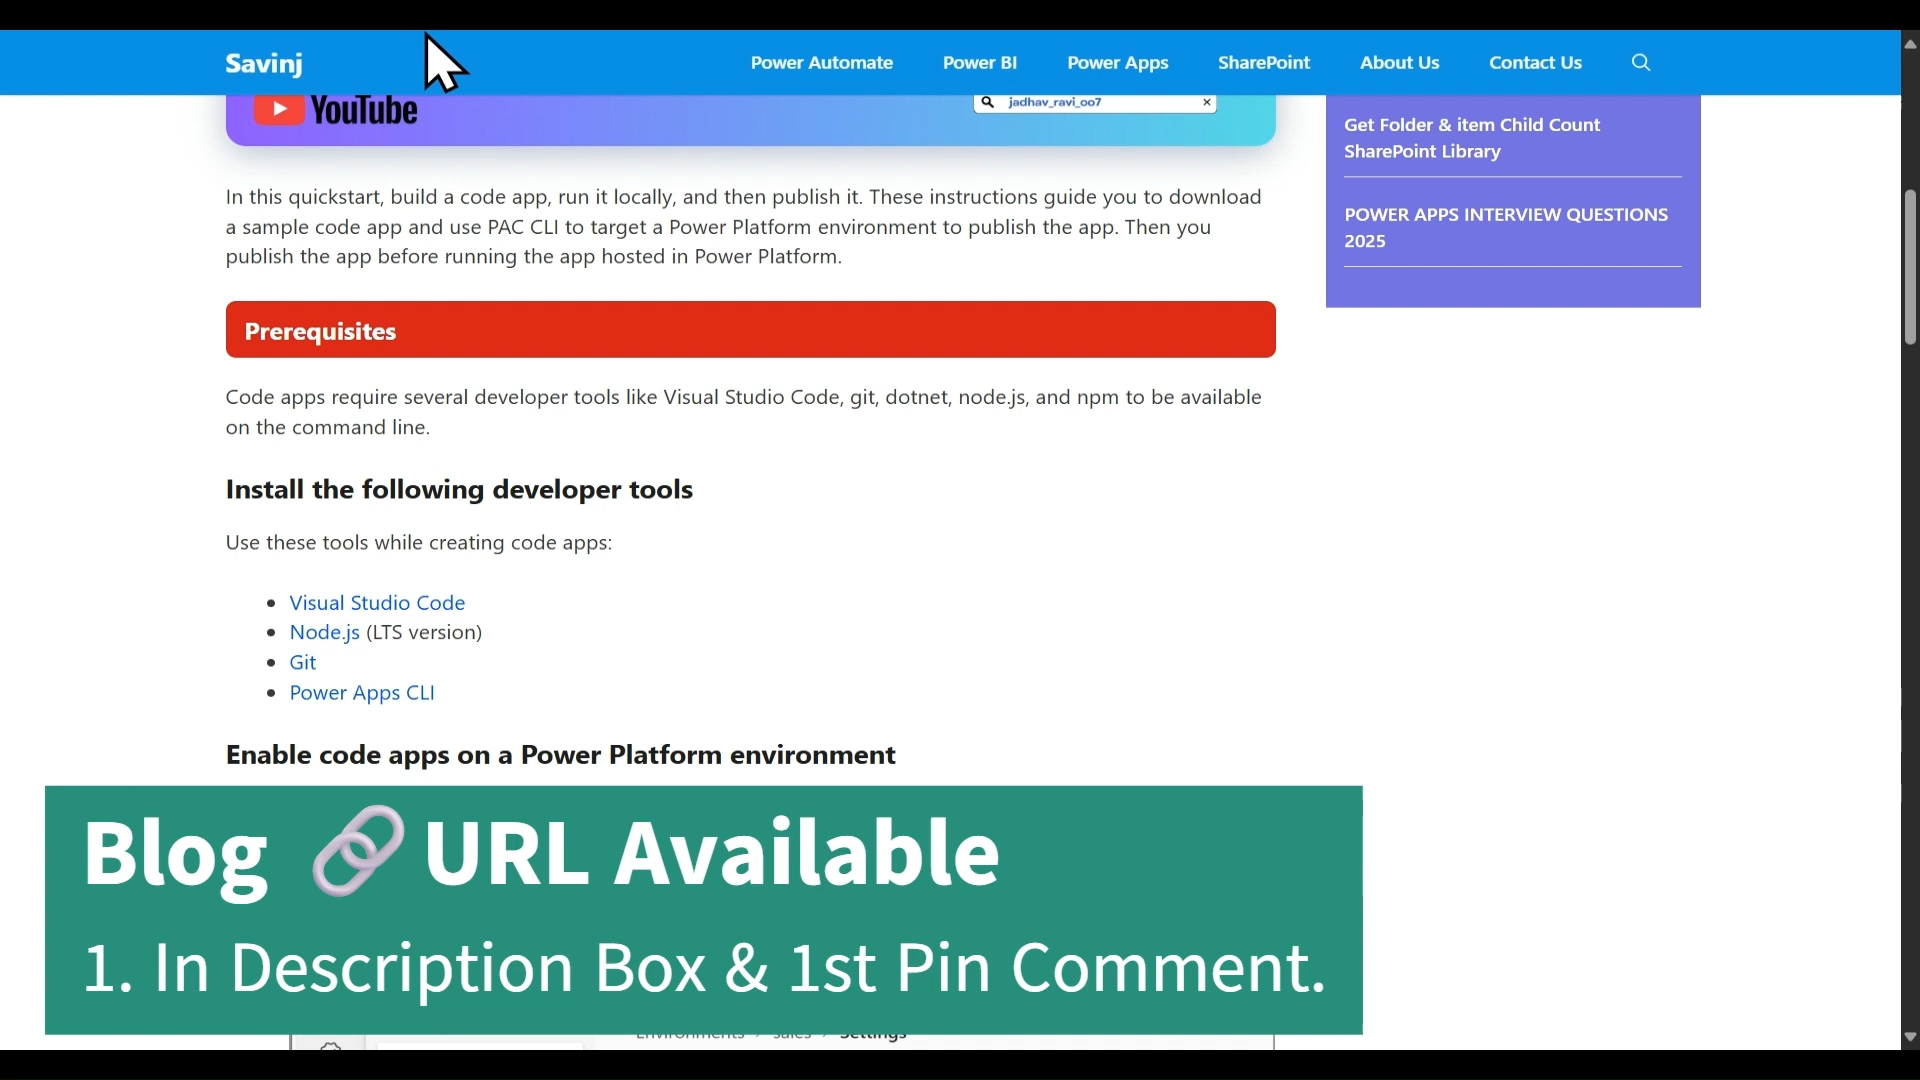 Savinj
Power Automate
Power BI
Power Apps
SharePoint
About Us
Contact Us
YouTube
jadhav_ravi_oo7
Get Folder & item Child Count
SharePoint Library
POWER APPS INTERVIEW QUESTIONS
2025
In this quickstart, build a code app, run it locally, and then publish it. These instructions guide you to download
a sample code app and use PAC CLI to target a Power Platform environment to publish the app. Then you
publish the app before running the app hosted in Power Platform.
Prerequisites
Code apps require several developer tools like Visual Studio Code, git, dotnet, node.js, and npm to be available
on the command line.
Install the following developer tools
Use these tools while creating code apps:
Visual Studio Code
Node.js (LTS version)
Git
Power Apps CLI
Enable code apps on a Power Platform environment
Blog 🔗 URL Available
1. In Description Box & 1st Pin Comment.
Environments > sales > Settings